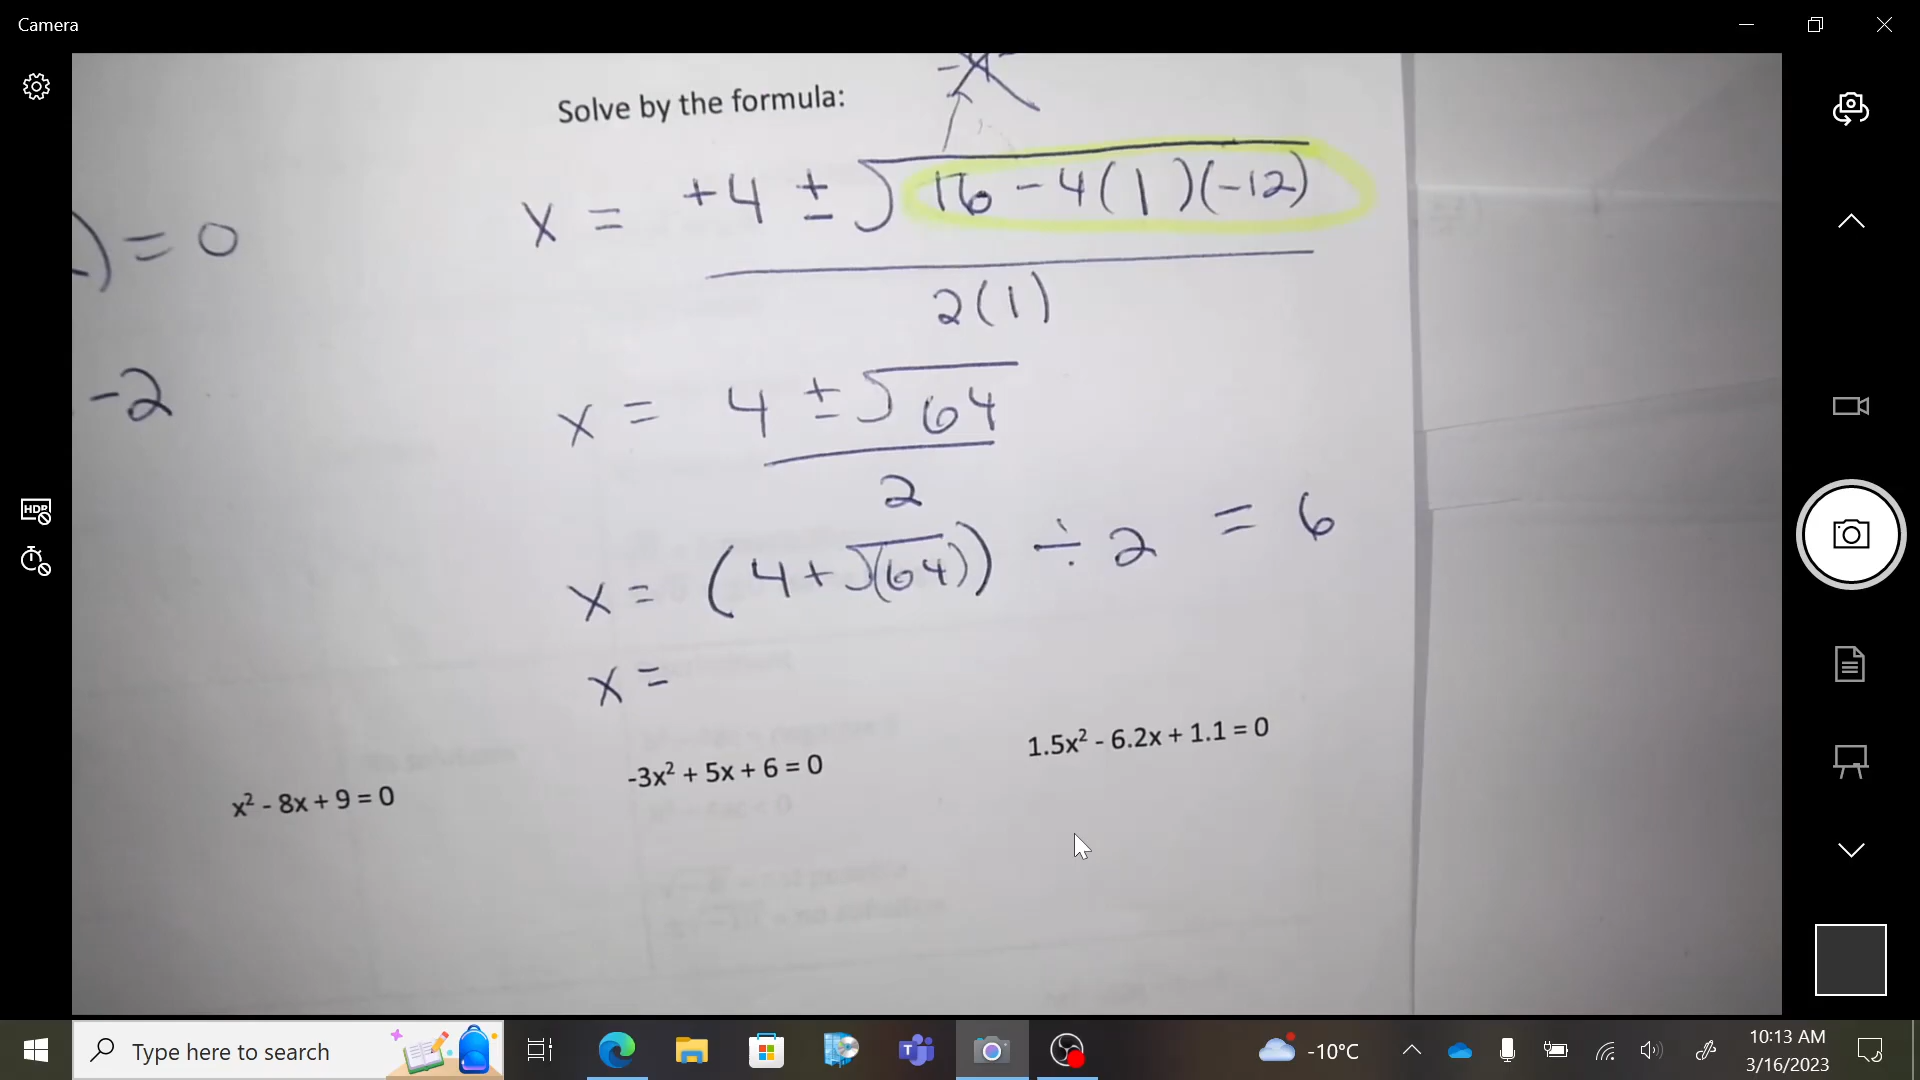 Camera
Solve by the formula:
x = +4 ± √16 - 4(1)(-12)
2(1)
) = 0
x = 4 ± √64
2
-2
x = (4 + √(64)) ÷ 2 = 6
x =
x² - 8x + 9 = 0
-3x² + 5x + 6 = 0
1.5x² - 6.2x + 1.1 = 0
HDR
Type here to search
-10°C
10:13 AM
3/16/2023